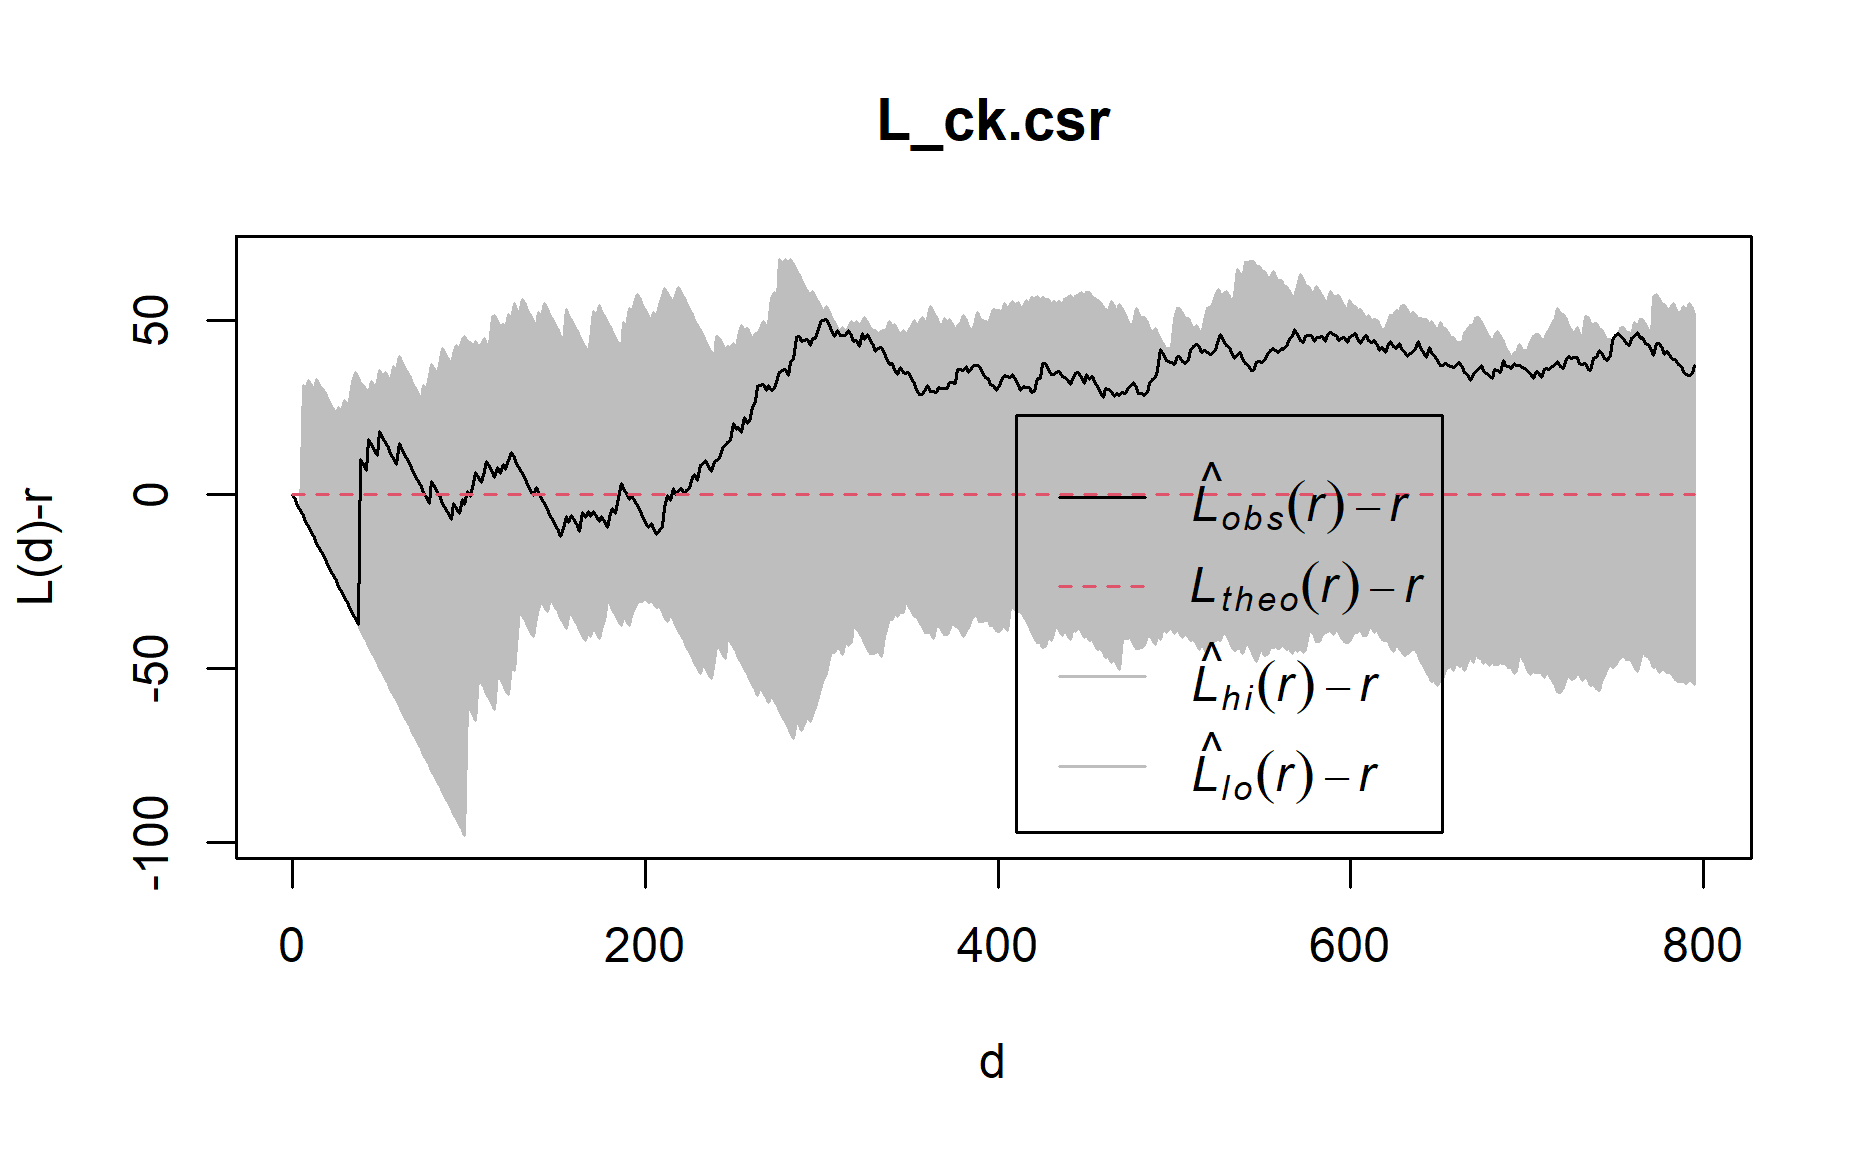 L_ck.csr
L(d)-r
50
0
-50
-100
L̂obs(r) − r
Ltheo(r) − r
L̂hi(r) − r
L̂lo(r) − r
0 200 400 600 800
d